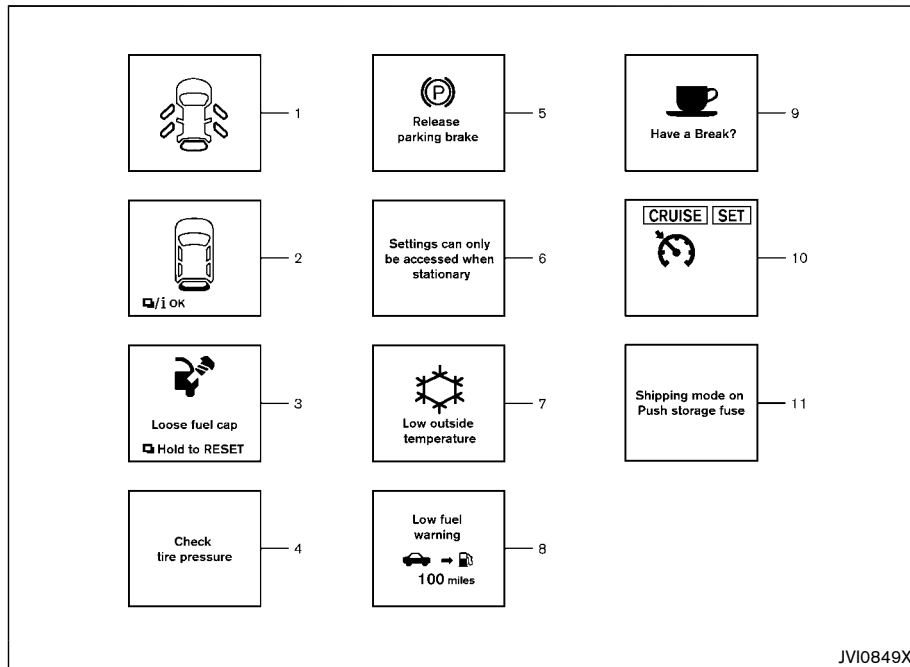 1
2
❏/i OK
3
Loose fuel cap
❏ Hold to RESET
4
Check
tire pressure
5
P
Release
parking brake
6
Settings can only
be accessed when
stationary
7
Low outside
temperature
8
Low fuel
warning
100 miles
9
Have a Break?
10
CRUISE SET
11
Shipping mode on
Push storage fuse
JVI0849X